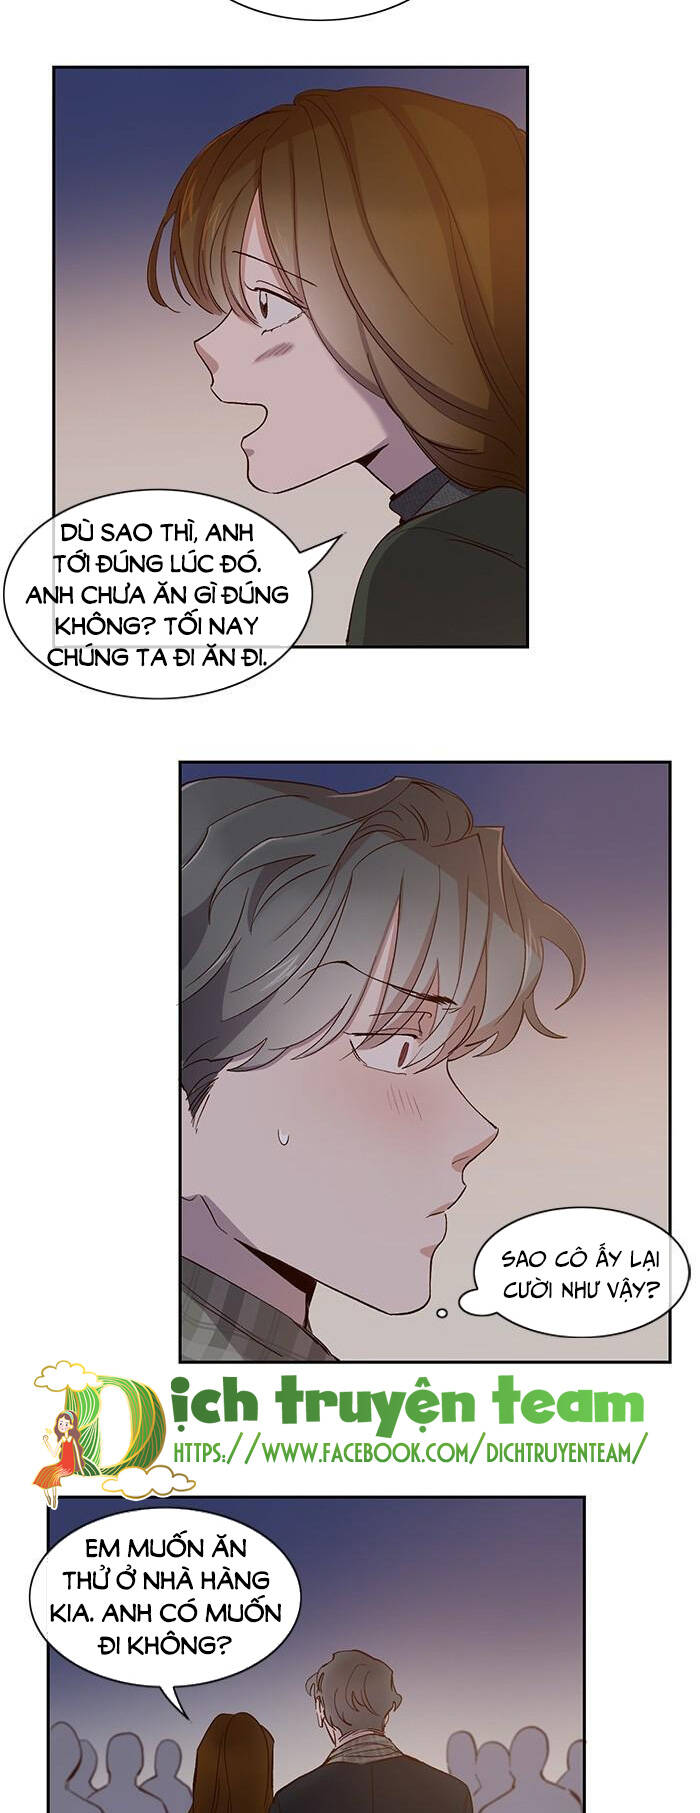 DÙ SAO THÌ, ANH
TỚI ĐÚNG LÚC ĐÓ.
ANH CHƯA ĂN GÌ ĐÚNG
KHÔNG? TỐI NAY
CHÚNG TA ĐI ĂN ĐI.
SAO CÔ ẤY LẠI
CƯỜI NHƯ VẬY?
Dịch truyện team
HTTPS://WWW.FACEBOOK.COM/DICHTRUYENTEAM/
EM MUỐN ĂN
THỬ Ở NHÀ HÀNG
KIA. ANH CÓ MUỐN
ĐI KHÔNG?